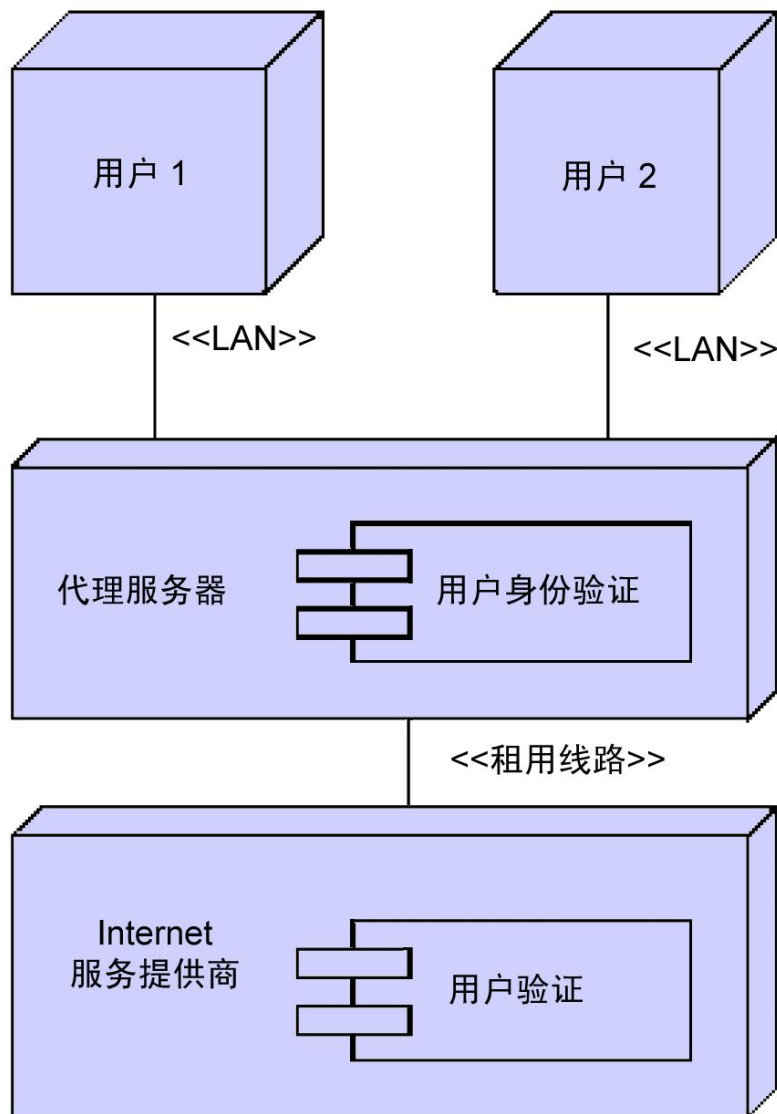 用户 1
用户 2
<<LAN>>
<<LAN>>
代理服务器
用户身份验证
<<租用线路>>
Internet
服务提供商
用户验证